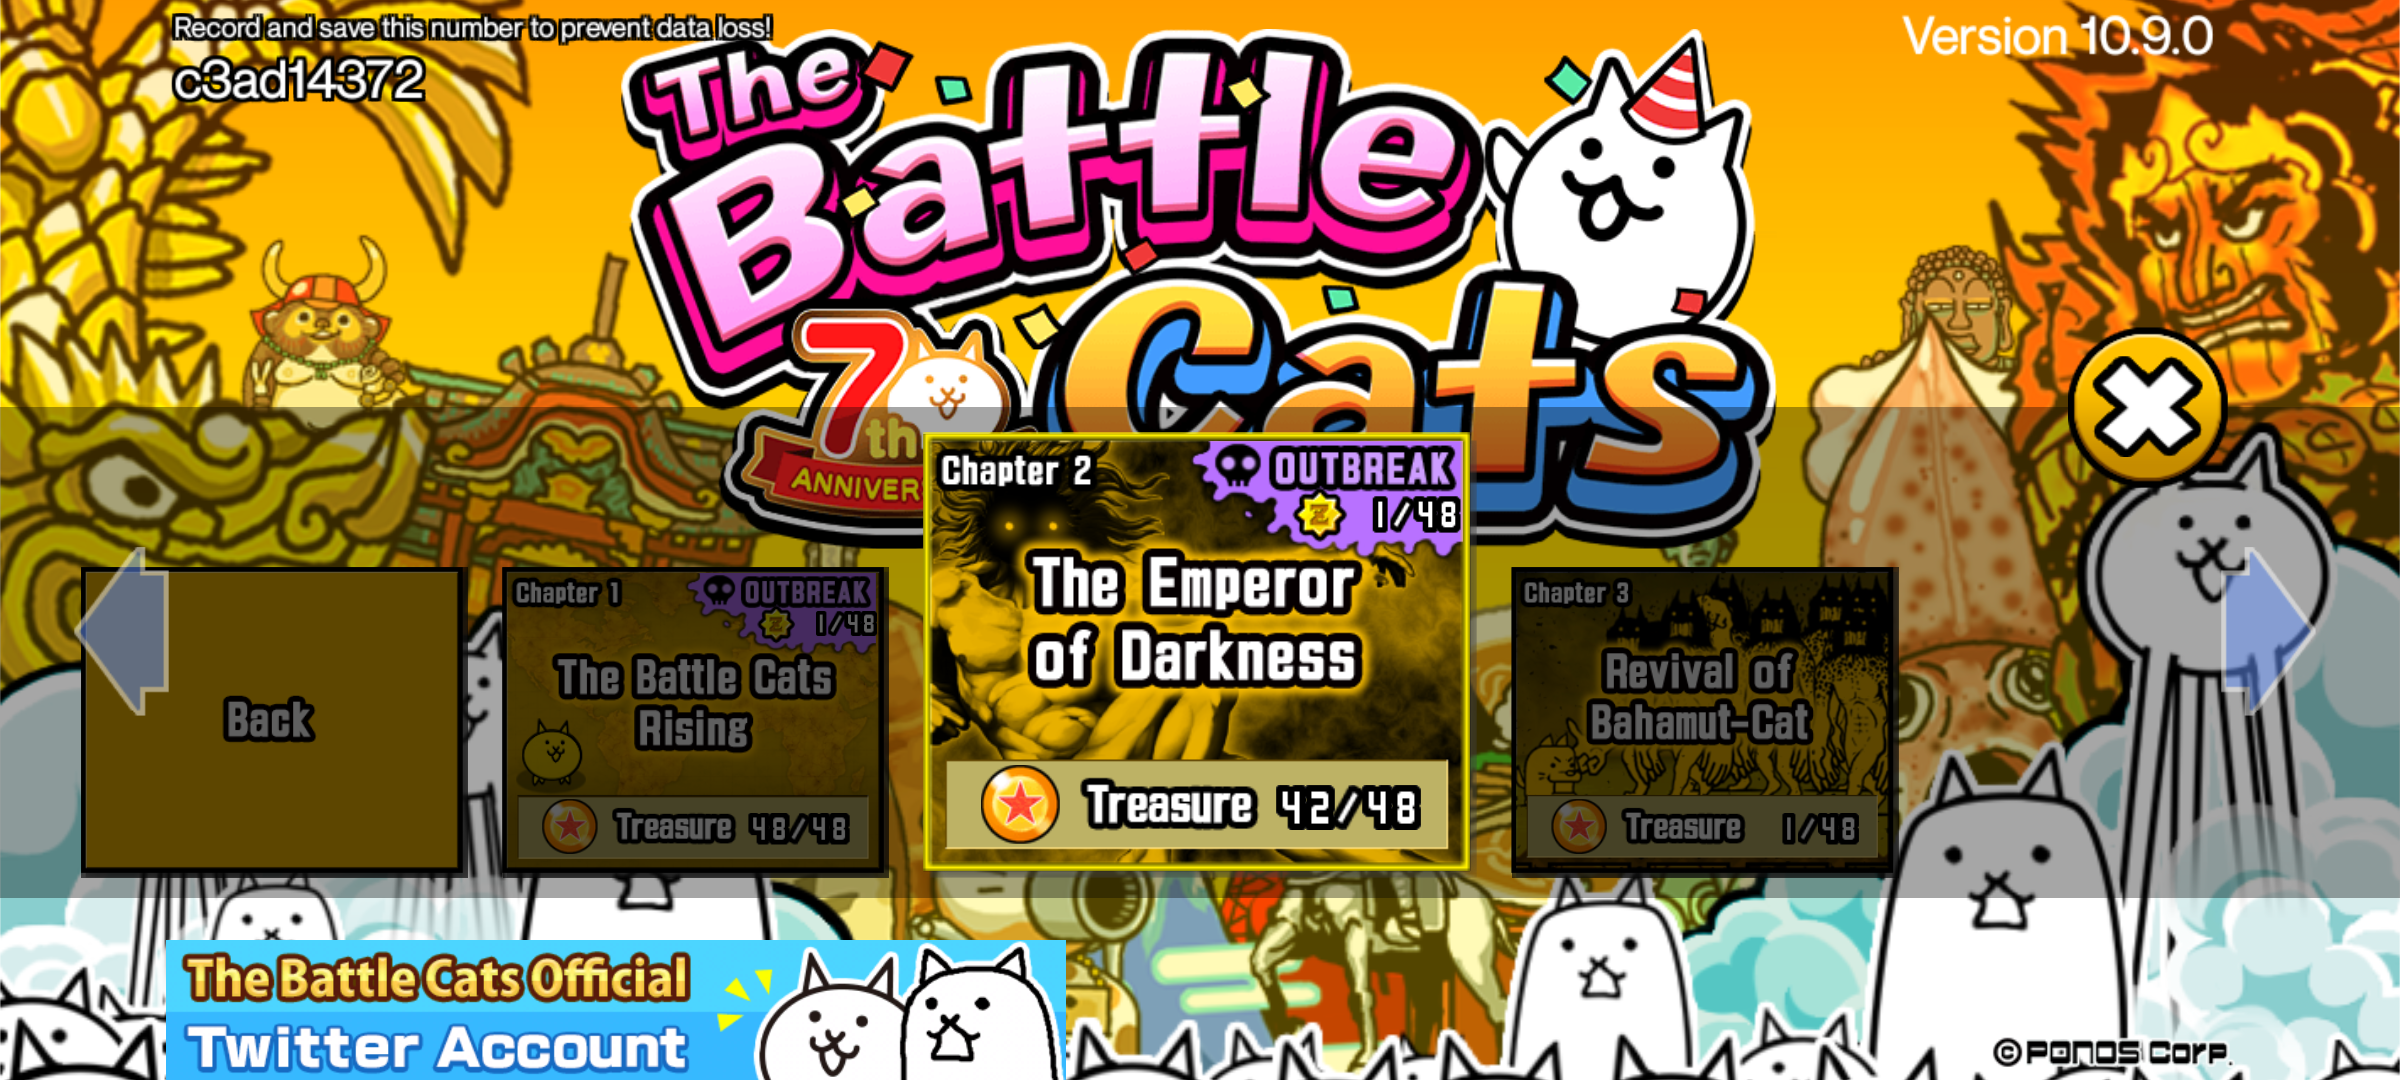 Record and save this number to prevent data loss!
c3ad14372
Version 10.9.0
The
Battle
Cats
7th
ANNIVER
Back
Chapter 1
OUTBREAK
Z 1/48
The Battle Cats
Rising
Treasure 48/48
Chapter 2
OUTBREAK
Z 1/48
The Emperor
of Darkness
Treasure 42/48
Chapter 3
Revival of
Bahamut-Cat
Treasure 1/48
The Battle Cats Official
Twitter Account
©PONOS Corp.